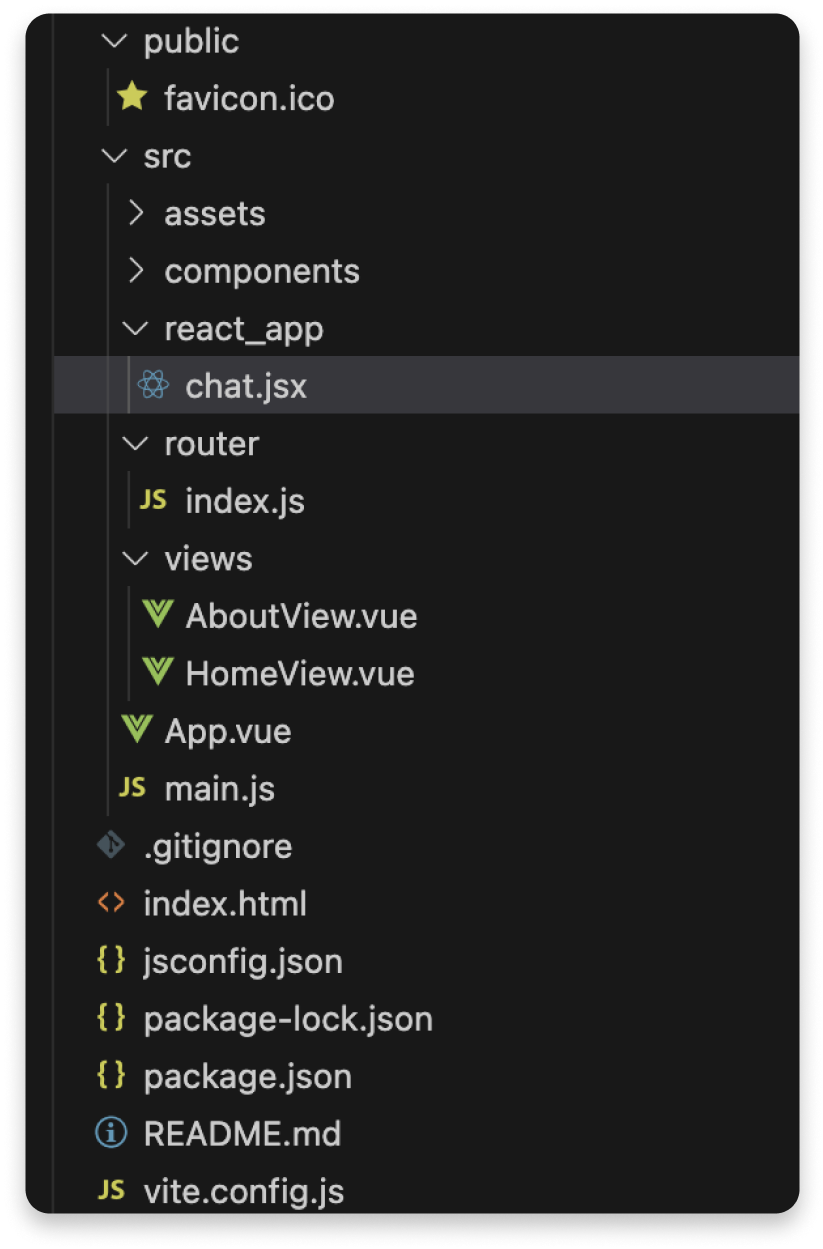 public
favicon.ico
src
assets
components
react_app
chat.jsx
router
JS index.js
views
AboutView.vue
HomeView.vue
App.vue
JS main.js
.gitignore
<> index.html
{} jsconfig.json
{} package-lock.json
{} package.json
README.md
JS vite.config.js